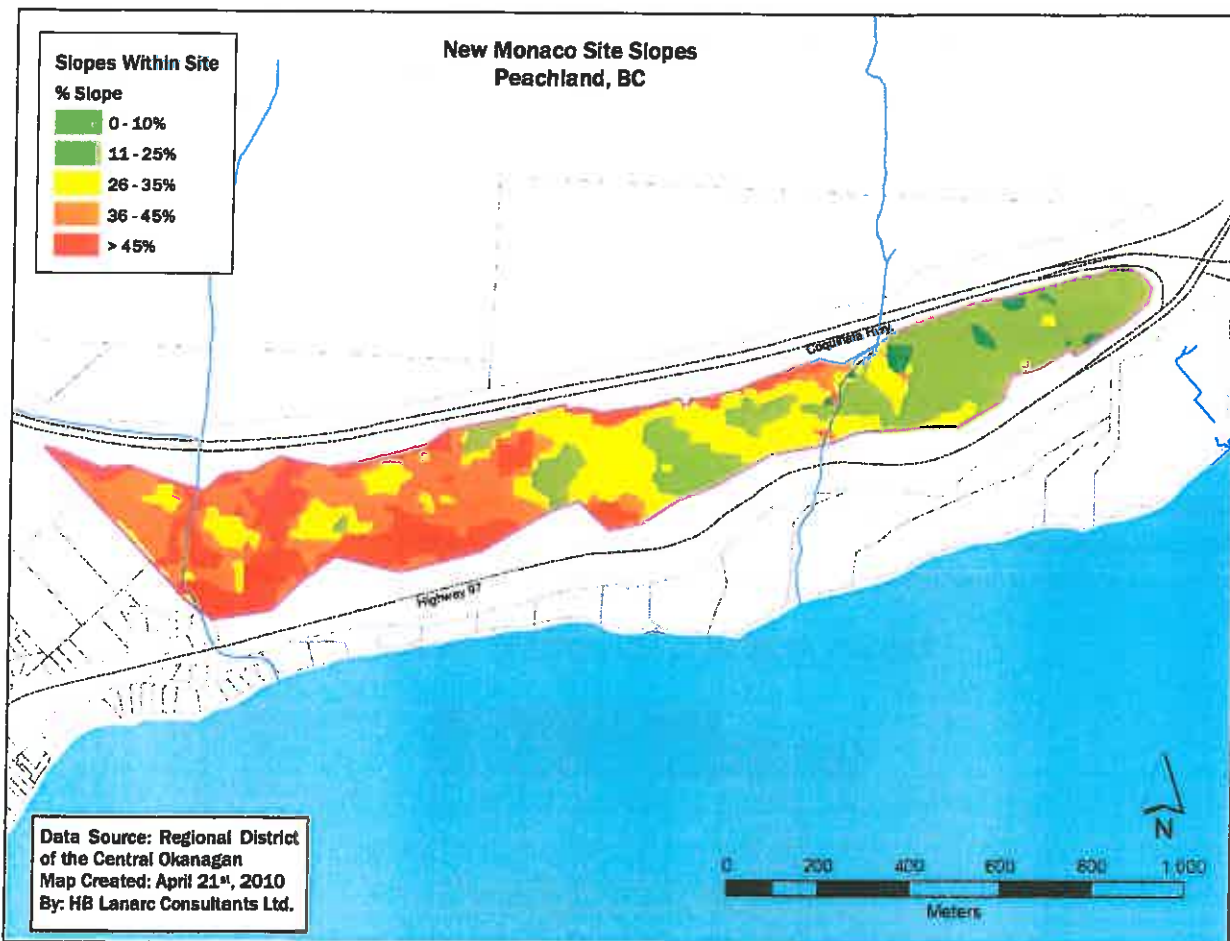 New Monaco Site Slopes
Peachland, BC
Slopes Within Site
% Slope
0 - 10%
11 - 25%
26 - 35%
36 - 45%
> 45%
Coquihala Hwy
Highway 97
Data Source: Regional District
of the Central Okanagan
Map Created: April 21st, 2010
By: HB Lanarc Consultants Ltd.
N
0 200 400 600 800 1 000
Meters